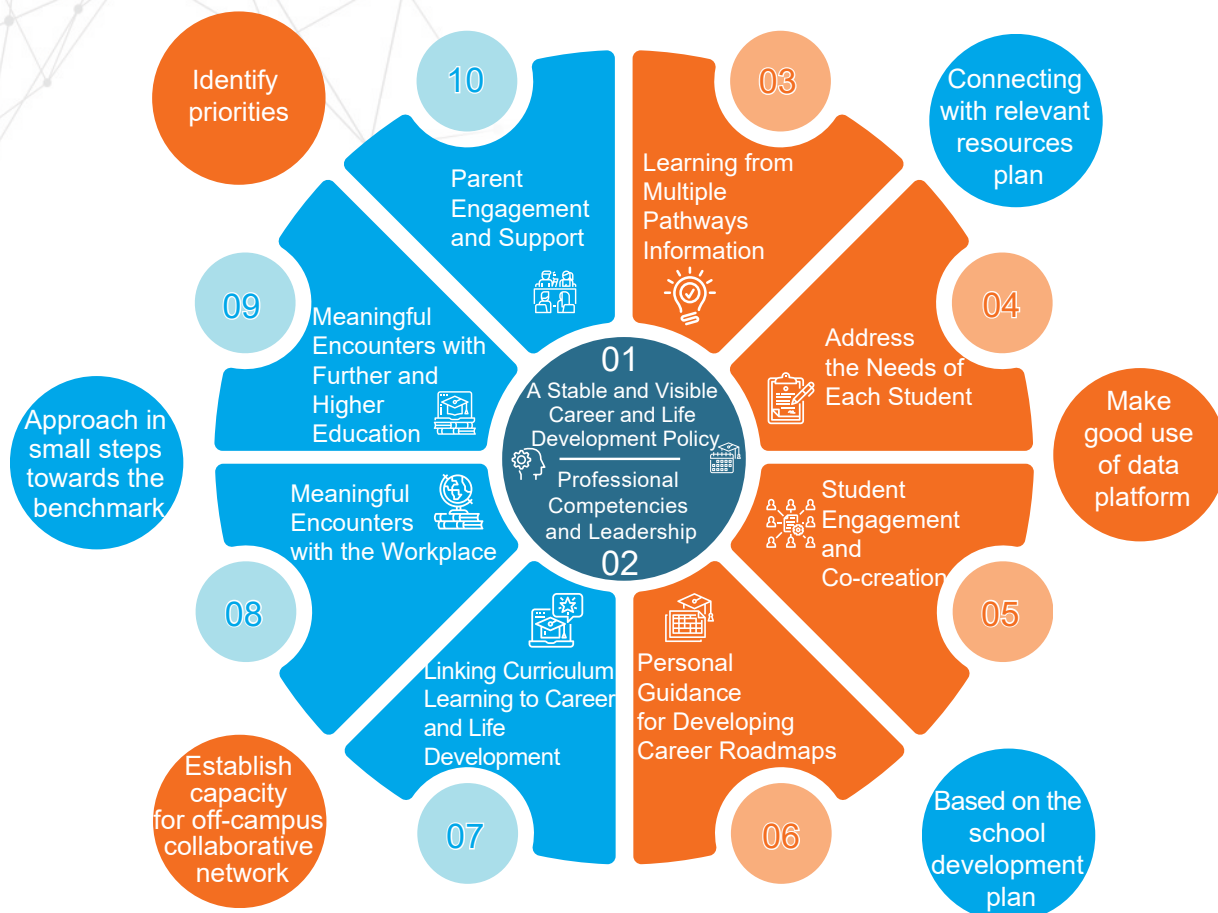 Identify
priorities
10
Parent
Engagement
and Support
03
Learning from
Multiple
Pathways
Information
Connecting
with relevant
resources
plan
09
Meaningful
Encounters with
Further and
Higher
Education
01
A Stable and Visible
Career and Life
Development Policy
Professional
Competencies
and Leadership
02
04
Address
the Needs of
Each Student
Approach in
small steps
towards the
benchmark
Make
good use
of data
platform
08
Meaningful
Encounters
with the Workplace
05
Student
Engagement
and
Co-creation
07
Linking Curriculum
Learning to Career
and Life
Development
06
Personal
Guidance
for Developing
Career Roadmaps
Establish
capacity
for off-campus
collaborative
network
Based on the
school
development
plan